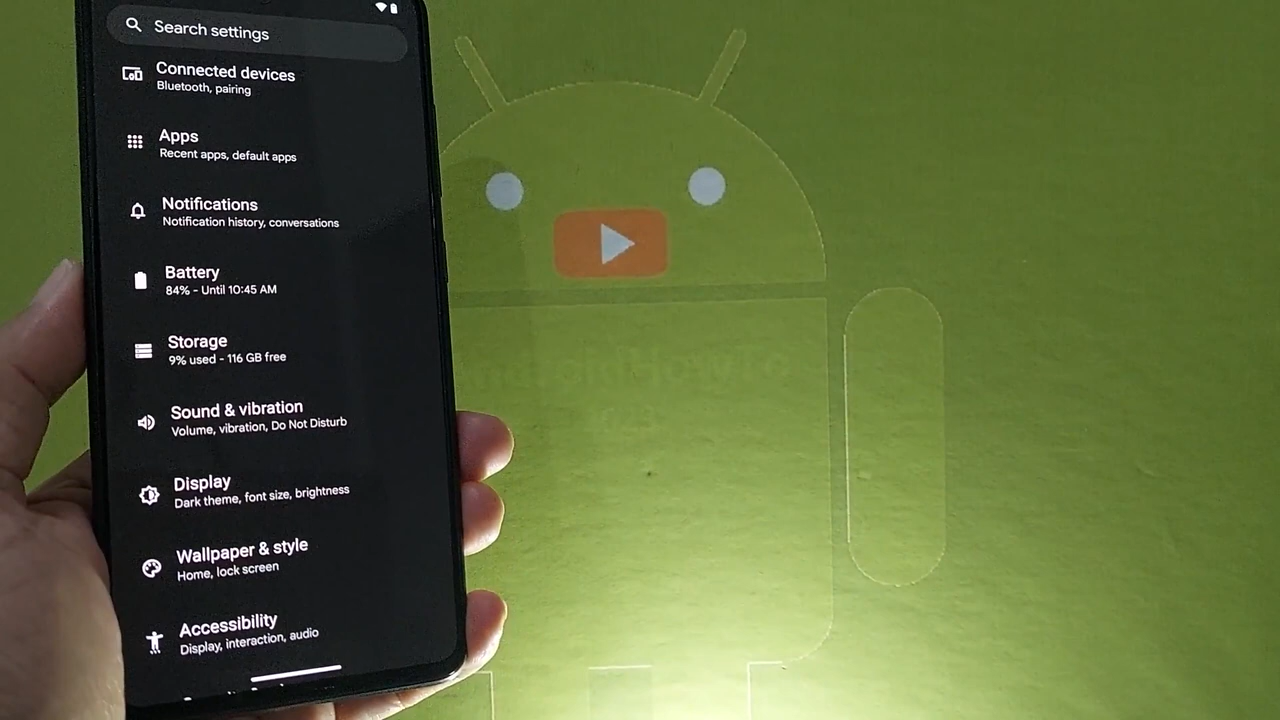 Search settings
Connected devices
Bluetooth, pairing
Apps
Recent apps, default apps
Notifications
Notification history, conversations
Battery
84% - Until 10:45 AM
Storage
9% used - 116 GB free
Sound & vibration
Volume, vibration, Do Not Disturb
Display
Dark theme, font size, brightness
Wallpaper & style
Home, lock screen
Accessibility
Display, interaction, audio